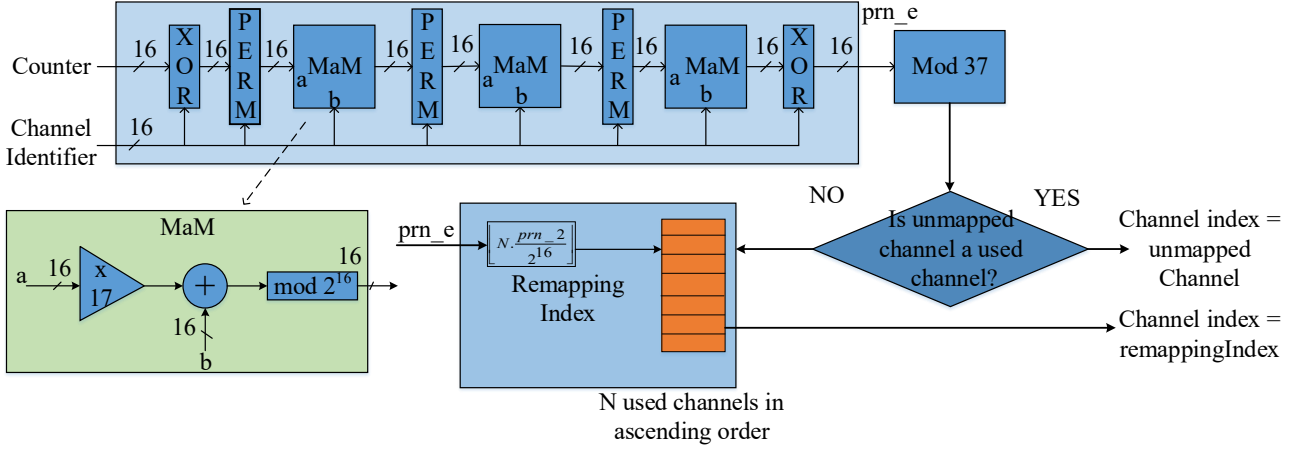 Counter
16
X
O
R
16
P
E
R
M
16
MaM
a
b
16
P
E
R
M
16
MaM
a
b
16
P
E
R
M
16
MaM
a
b
16
X
O
R
16
prn_e
Mod 37
Channel
Identifier
16
MaM
a
16
x
17
+
16
b
mod 2^16
16
prn_e
⌊N. prn_2 / 2^16⌋
Remapping
Index
N used channels in
ascending order
NO
YES
Is unmapped
channel a used
channel?
Channel index =
unmapped
Channel
Channel index =
remappingIndex